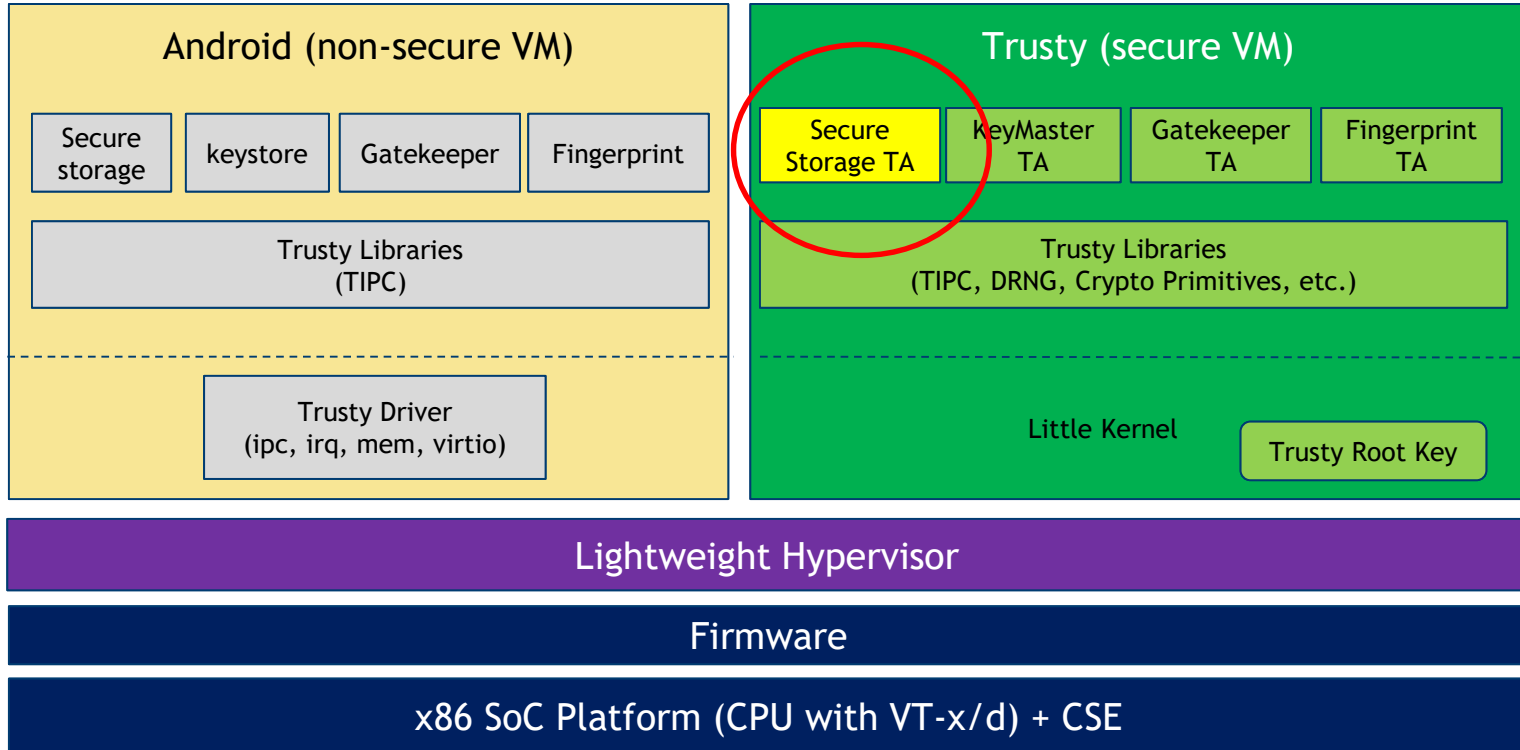 Android (non-secure VM)
Secure
storage
keystore
Gatekeeper
Fingerprint
Trusty Libraries
(TIPC)
Trusty Driver
(ipc, irq, mem, virtio)
Trusty (secure VM)
Secure
Storage TA
KeyMaster
TA
Gatekeeper
TA
Fingerprint
TA
Trusty Libraries
(TIPC, DRNG, Crypto Primitives, etc.)
Little Kernel
Trusty Root Key
Lightweight Hypervisor
Firmware
x86 SoC Platform (CPU with VT-x/d) + CSE